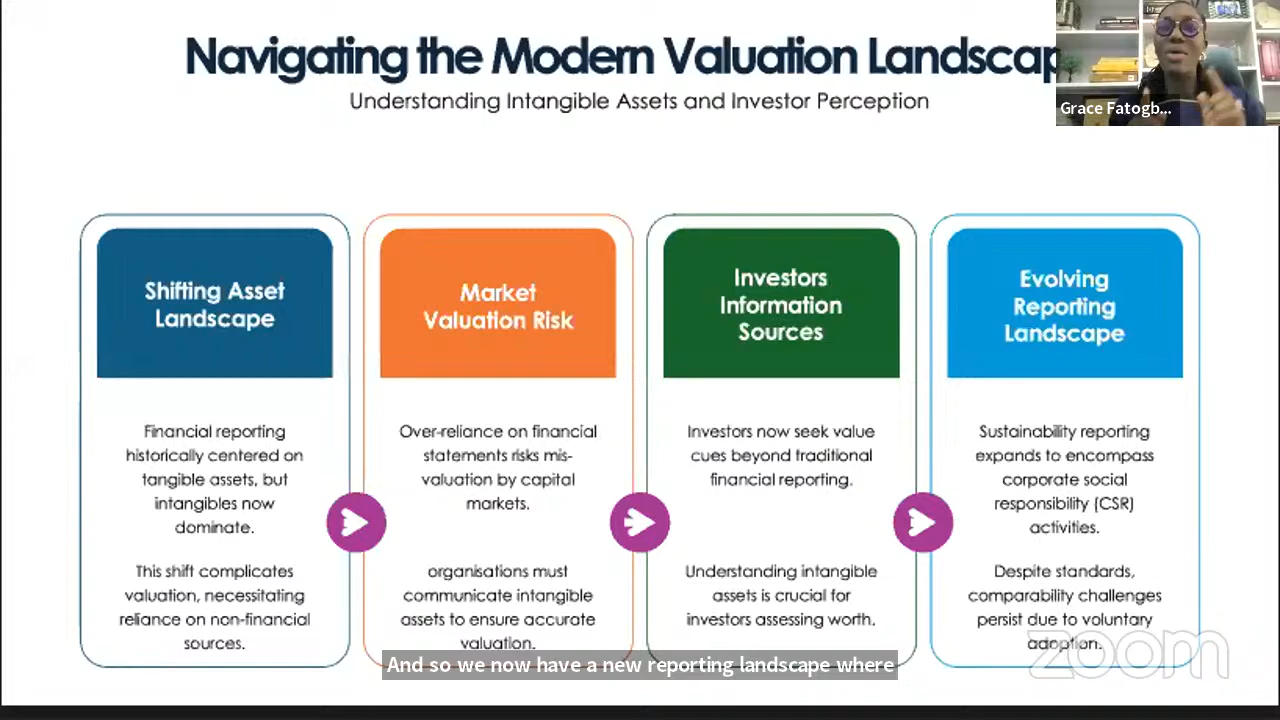 Navigating the Modern Valuation Landscap
Understanding Intangible Assets and Investor Perception
Grace Fatogb...
Shifting Asset
Landscape
Financial reporting
historically centered on
tangible assets, but
intangibles now
dominate.
This shift complicates
valuation, necessitating
reliance on non-financial
sources.
Market
Valuation Risk
Over-reliance on financial
statements risks mis-
valuation by capital
markets.
organisations must
communicate intangible
assets to ensure accurate
valuation.
Investors
Information
Sources
Investors now seek value
cues beyond traditional
financial reporting.
Understanding intangible
assets is crucial for
investors assessing worth.
Evolving
Reporting
Landscape
Sustainability reporting
expands to encompass
corporate social
responsibility (CSR)
activities.
Despite standards,
comparability challenges
persist due to voluntary
adoption.
And so we now have a new reporting landscape where
zoom